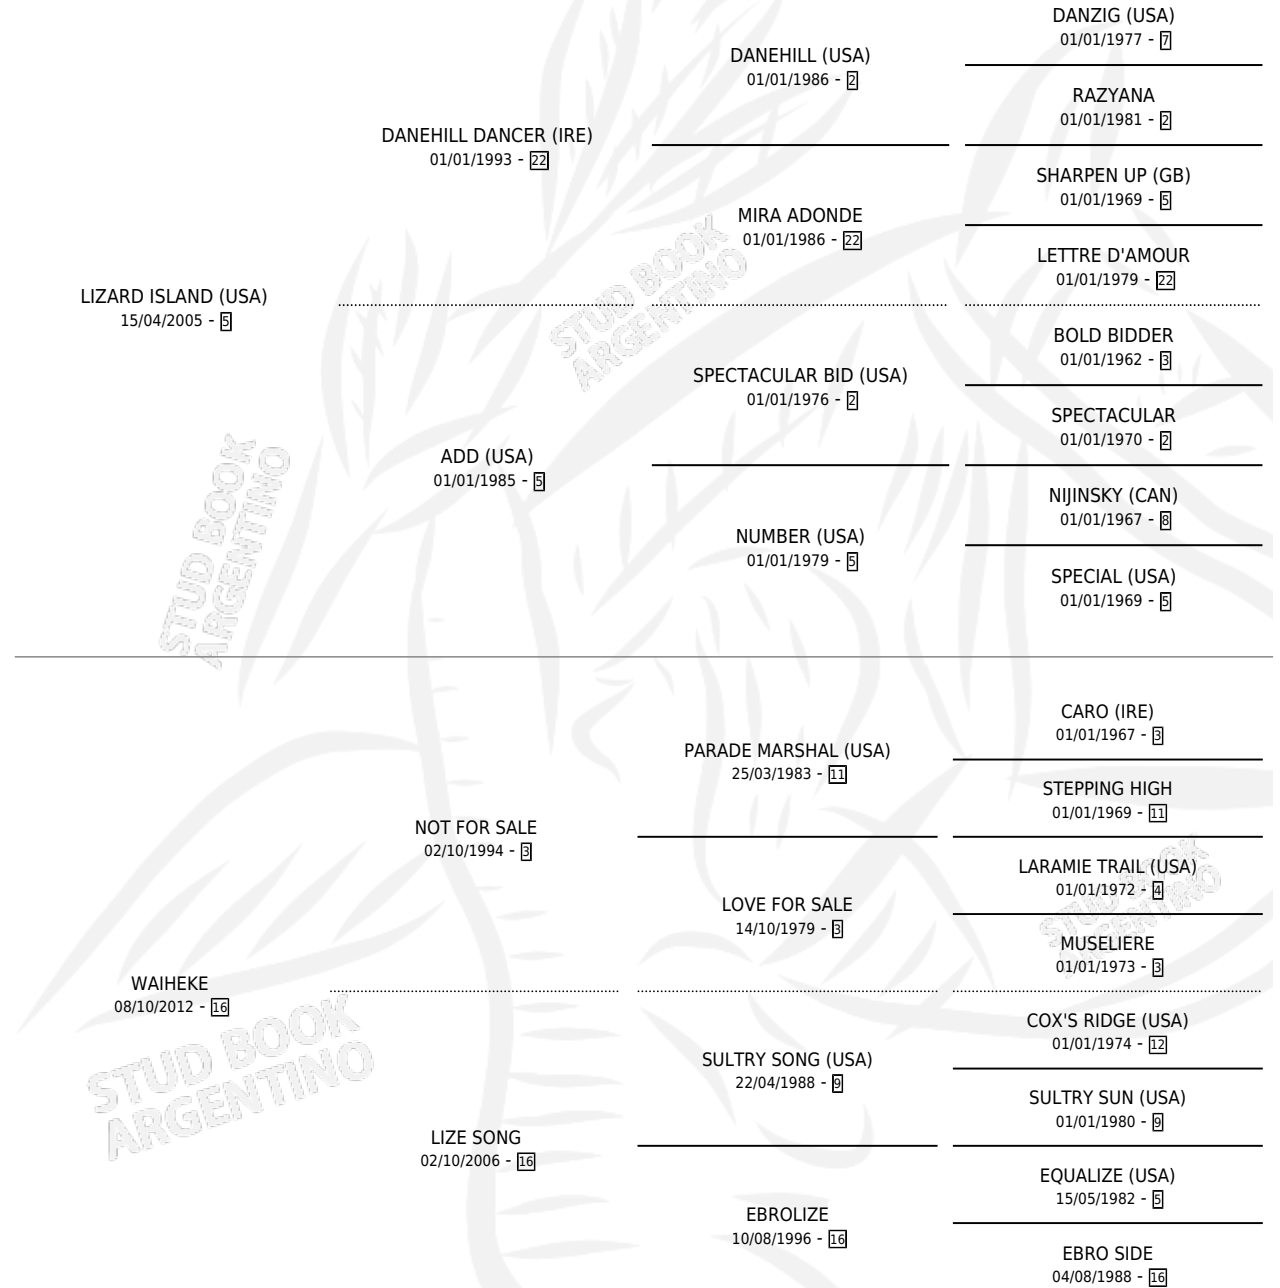 DANZIG (USA)
01/01/1977 - 7
DANEHILL (USA)
01/01/1986 - 2
RAZYANA
01/01/1981 - 2
DANEHILL DANCER (IRE)
01/01/1993 - 22
SHARPEN UP (GB)
01/01/1969 - 5
MIRA ADONDE
01/01/1986 - 22
LETTRE D'AMOUR
01/01/1979 - 22
LIZARD ISLAND (USA)
15/04/2005 - 5
STUD BOOK
ARGENTINO
BOLD BIDDER
01/01/1962 - 3
SPECTACULAR BID (USA)
01/01/1976 - 2
SPECTACULAR
01/01/1970 - 2
ADD (USA)
01/01/1985 - 5
STUD BOOK
ARGENTINO
NIJINSKY (CAN)
01/01/1967 - 8
NUMBER (USA)
01/01/1979 - 5
SPECIAL (USA)
01/01/1969 - 5
CARO (IRE)
01/01/1967 - 3
PARADE MARSHAL (USA)
25/03/1983 - 11
STEPPING HIGH
01/01/1969 - 11
NOT FOR SALE
02/10/1994 - 3
LARAMIE TRAIL (USA)
01/01/1972 - 4
LOVE FOR SALE
14/10/1979 - 3
STUD BOOK
ARGENTINO
MUSELIERE
01/01/1973 - 3
WAIHEKE
08/10/2012 - 16
STUD BOOK
ARGENTINO
COX'S RIDGE (USA)
01/01/1974 - 12
SULTRY SONG (USA)
22/04/1988 - 9
SULTRY SUN (USA)
01/01/1980 - 9
LIZE SONG
02/10/2006 - 16
EQUALIZE (USA)
15/05/1982 - 5
EBROLIZE
10/08/1996 - 16
EBRO SIDE
04/08/1988 - 16